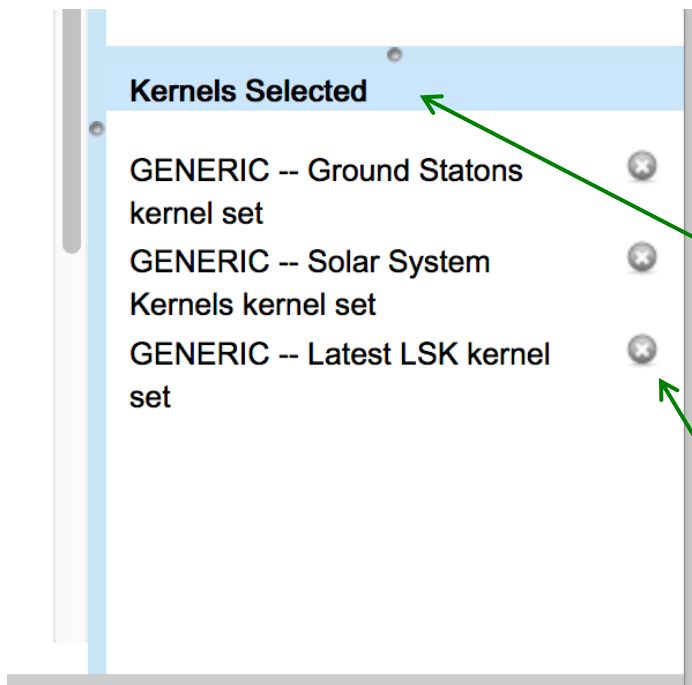 Kernels Selected
GENERIC -- Ground Statons
kernel set
GENERIC -- Solar System
Kernels kernel set
GENERIC -- Latest LSK kernel
set